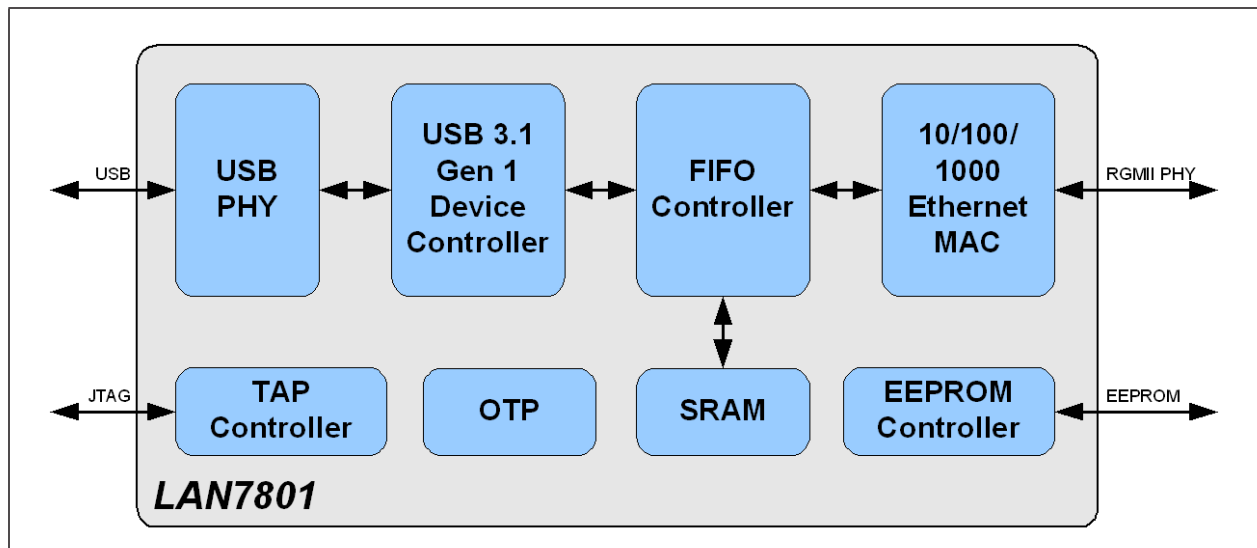 USB
USB
PHY
USB 3.1
Gen 1
Device
Controller
FIFO
Controller
10/100/
1000
Ethernet
MAC
RGMII PHY
JTAG
TAP
Controller
OTP
SRAM
EEPROM
Controller
EEPROM
LAN7801